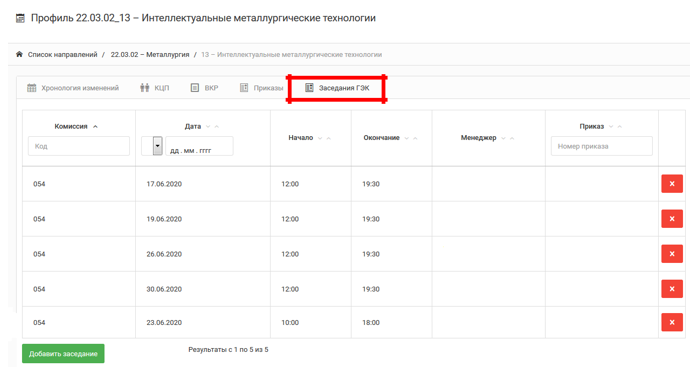 Профиль 22.03.02_13 – Интеллектуальные металлургические технологии
Список направлений / 22.03.02 – Металлургия / 13 – Интеллектуальные металлургические технологии
Хронология изменений КЦП ВКР Приказы Заседания ГЭК
Комиссия Дата Начало Окончание Менеджер Приказ
Код дд . мм . гггг Номер приказа
054 17.06.2020 12:00 19:30 x
054 19.06.2020 12:00 19:30 x
054 26.06.2020 12:00 19:30 x
054 30.06.2020 12:00 19:30 x
054 23.06.2020 10:00 18:00 x
Добавить заседание Результаты с 1 по 5 из 5